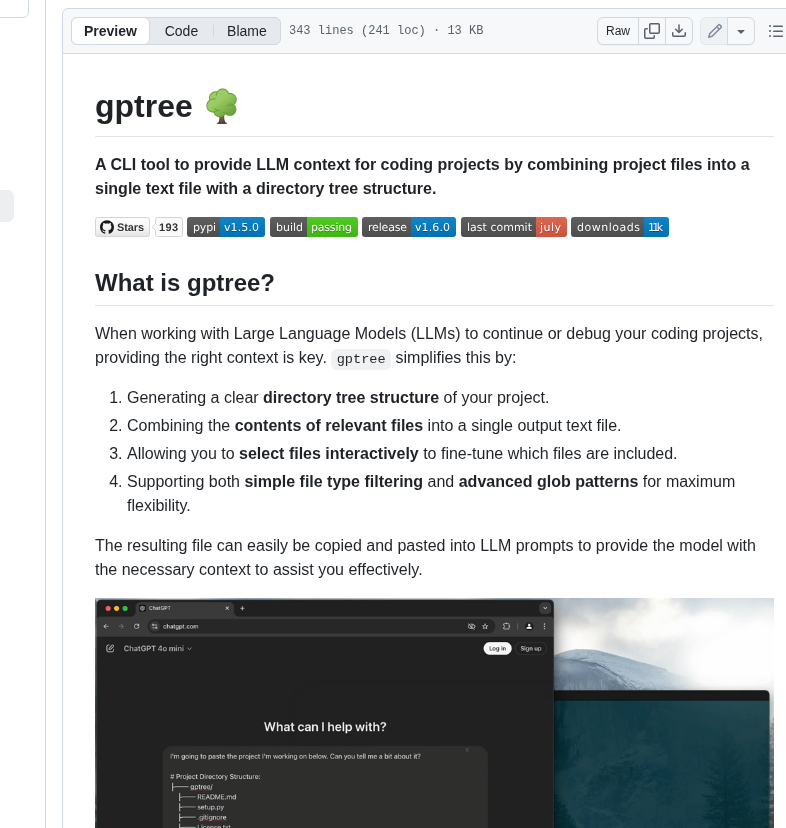 Preview Code Blame 343 lines (241 loc) · 13 KB Raw
gptree
A CLI tool to provide LLM context for coding projects by combining project files into a
single text file with a directory tree structure.
Stars 193 pypi v1.5.0 build passing release v1.6.0 last commit july downloads 11k
What is gptree?
When working with Large Language Models (LLMs) to continue or debug your coding projects,
providing the right context is key. gptree simplifies this by:
1. Generating a clear directory tree structure of your project.
2. Combining the contents of relevant files into a single output text file.
3. Allowing you to select files interactively to fine-tune which files are included.
4. Supporting both simple file type filtering and advanced glob patterns for maximum
flexibility.
The resulting file can easily be copied and pasted into LLM prompts to provide the model with
the necessary context to assist you effectively.
ChatGPT
chatgpt.com
ChatGPT 4o mini Log in Sign up
What can I help with?
I'm going to paste the project I'm working on below. Can you tell me a bit about it?
# Project Directory Structure:
├── gptree/
├── README.md
├── setup.py
├── .gitignore
├── Licence.txt